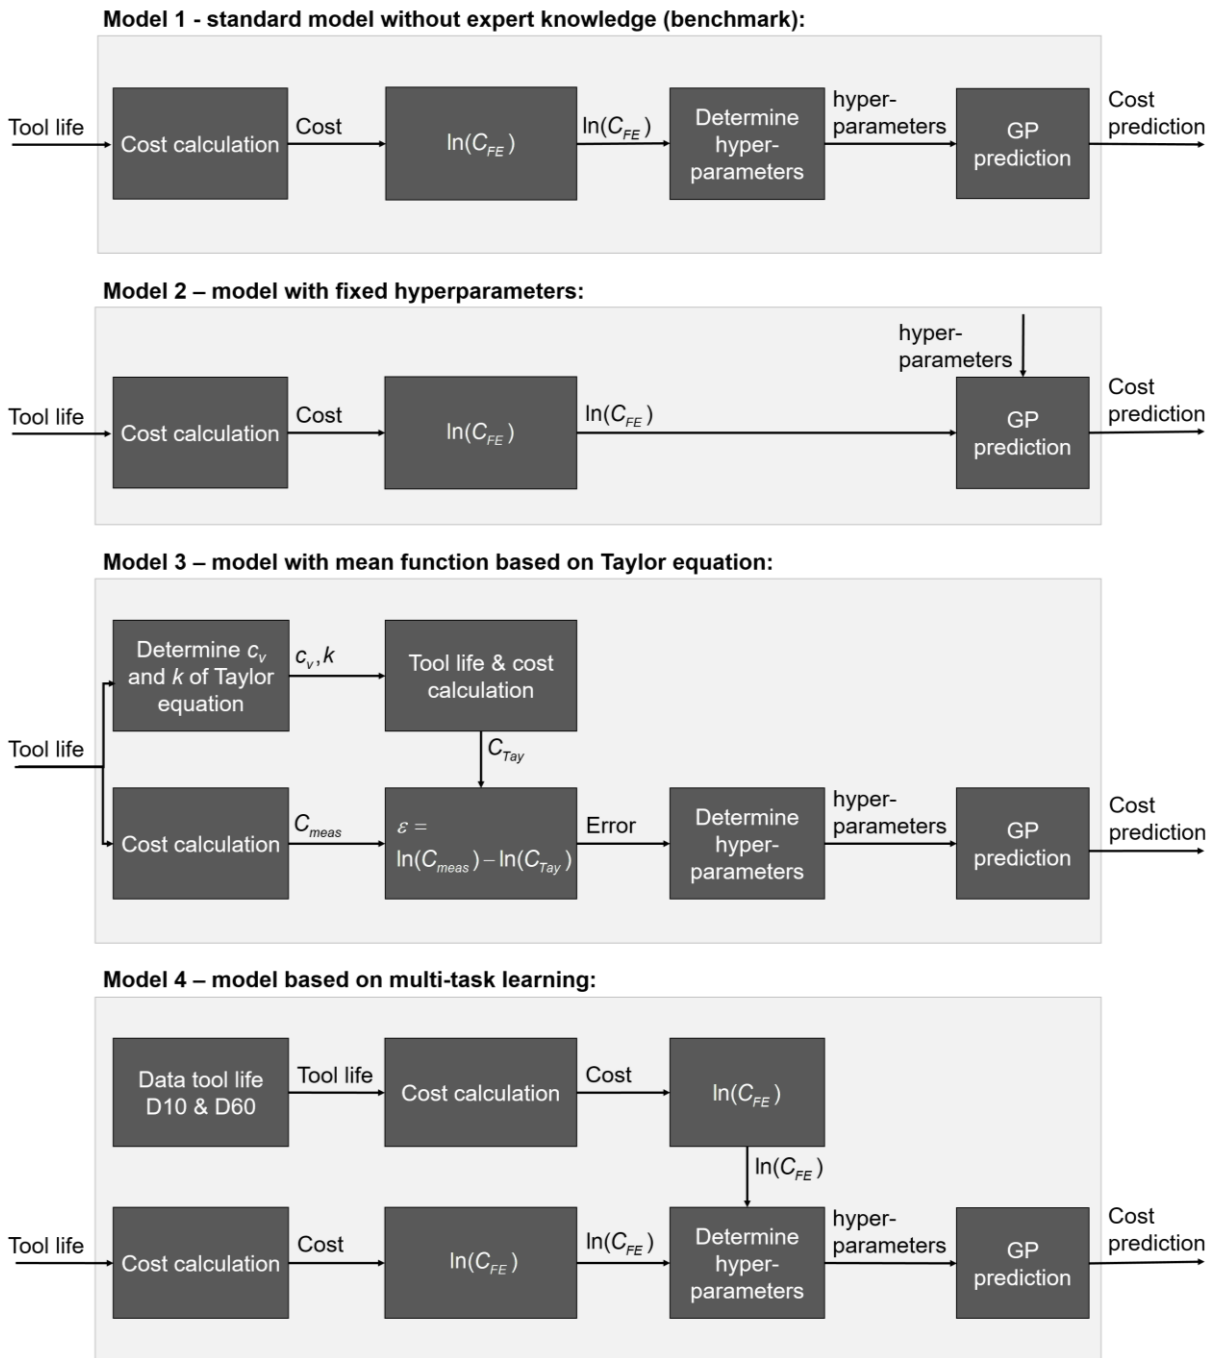 Model 1 - standard model without expert knowledge (benchmark):
Tool life
Cost calculation
Cost
ln(C_FE)
ln(C_FE)
Determine
hyper-
parameters
hyper-
parameters
GP
prediction
Cost
prediction
Model 2 – model with fixed hyperparameters:
Tool life
Cost calculation
Cost
ln(C_FE)
ln(C_FE)
hyper-
parameters
GP
prediction
Cost
prediction
Model 3 – model with mean function based on Taylor equation:
Tool life
Determine c_v
and k of Taylor
equation
c_v, k
Tool life & cost
calculation
C_Tay
Cost calculation
C_meas
ε =
ln(C_meas) – ln(C_Tay)
Error
Determine
hyper-
parameters
hyper-
parameters
GP
prediction
Cost
prediction
Model 4 – model based on multi-task learning:
Data tool life
D10 & D60
Tool life
Cost calculation
Cost
ln(C_FE)
ln(C_FE)
Tool life
Cost calculation
Cost
ln(C_FE)
ln(C_FE)
Determine
hyper-
parameters
hyper-
parameters
GP
prediction
Cost
prediction